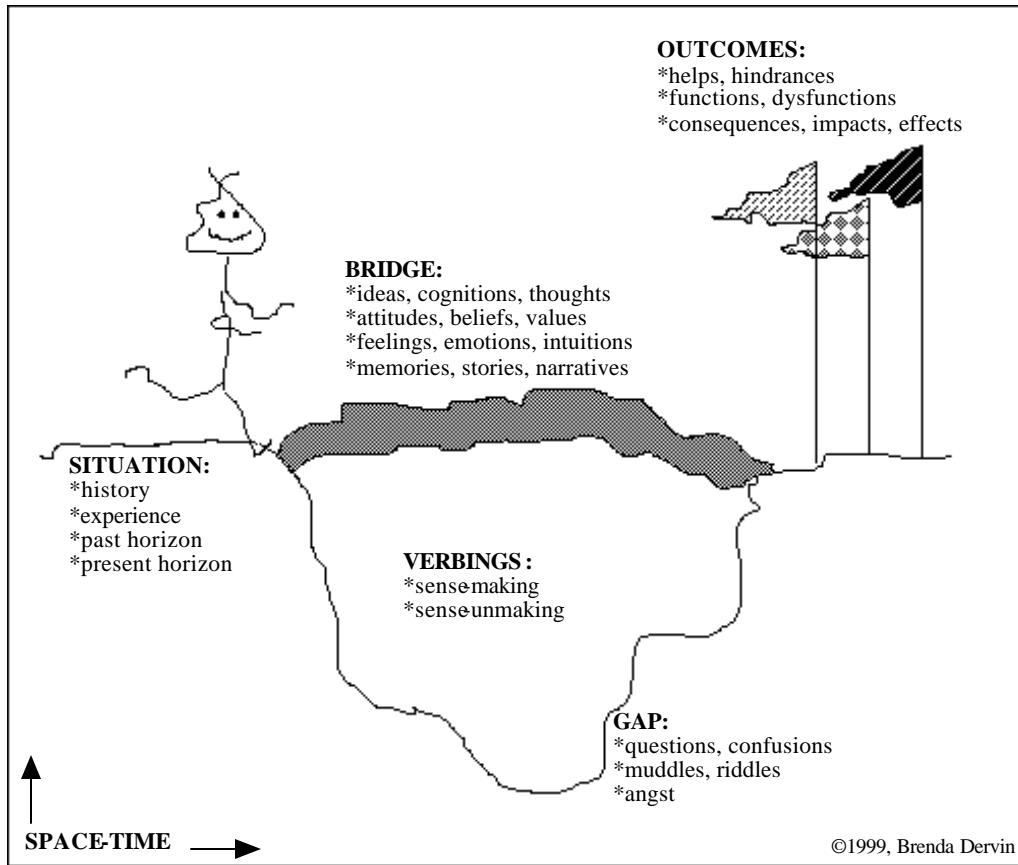 OUTCOMES:
*helps, hindrances
*functions, dysfunctions
*consequences, impacts, effects
BRIDGE:
*ideas, cognitions, thoughts
*attitudes, beliefs, values
*feelings, emotions, intuitions
*memories, stories, narratives
SITUATION:
*history
*experience
*past horizon
*present horizon
VERBINGS :
*sense-making
*sense-unmaking
GAP:
*questions, confusions
*muddles, riddles
*angst
SPACE-TIME
©1999, Brenda Dervin